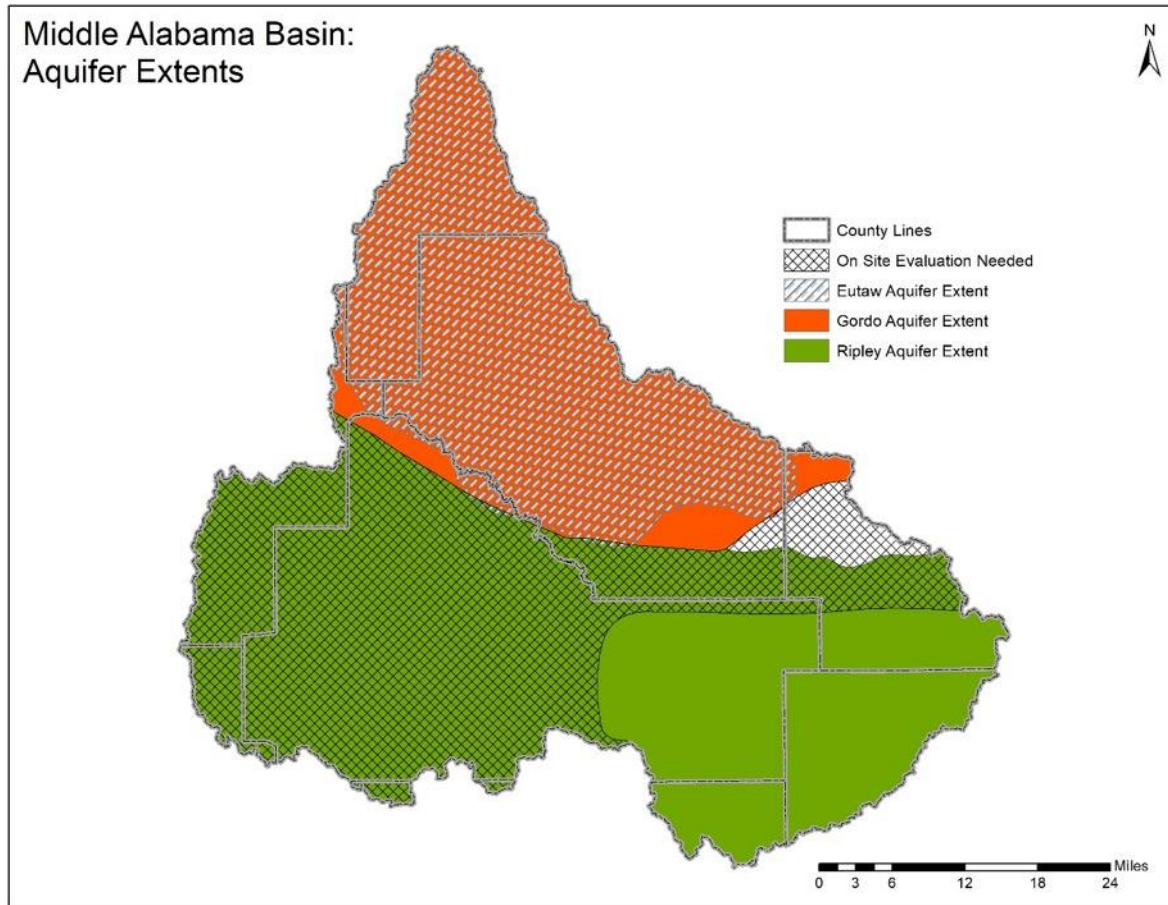 Middle Alabama Basin:
Aquifer Extents
N
County Lines
On Site Evaluation Needed
Eutaw Aquifer Extent
Gordo Aquifer Extent
Ripley Aquifer Extent
Miles
0 3 6 12 18 24